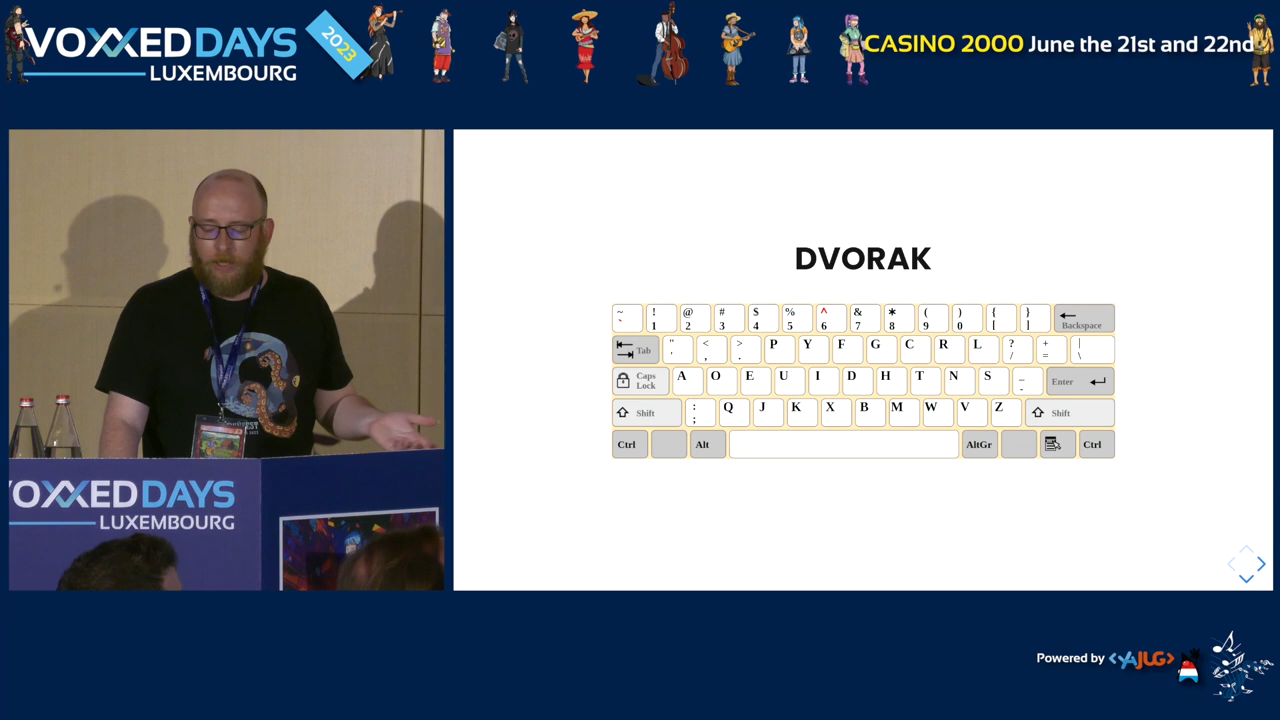 VOXXED DAYS
LUXEMBOURG
2023
CASINO 2000 June the 21st and 22nd
DVORAK
~ ` ! 1 @ 2 # 3 $ 4 % 5 ^ 6 & 7 * 8 ( 9 ) 0 { [ } ] Backspace
Tab " ' < , > . P Y F G C R L ? / + = | \
Caps Lock A O E U I D H T N S _ - Enter
Shift : ; Q J K X B M W V Z Shift
Ctrl Alt AltGr Ctrl
OXXED DAYS
LUXEMBOURG
Powered by <YAJUG>